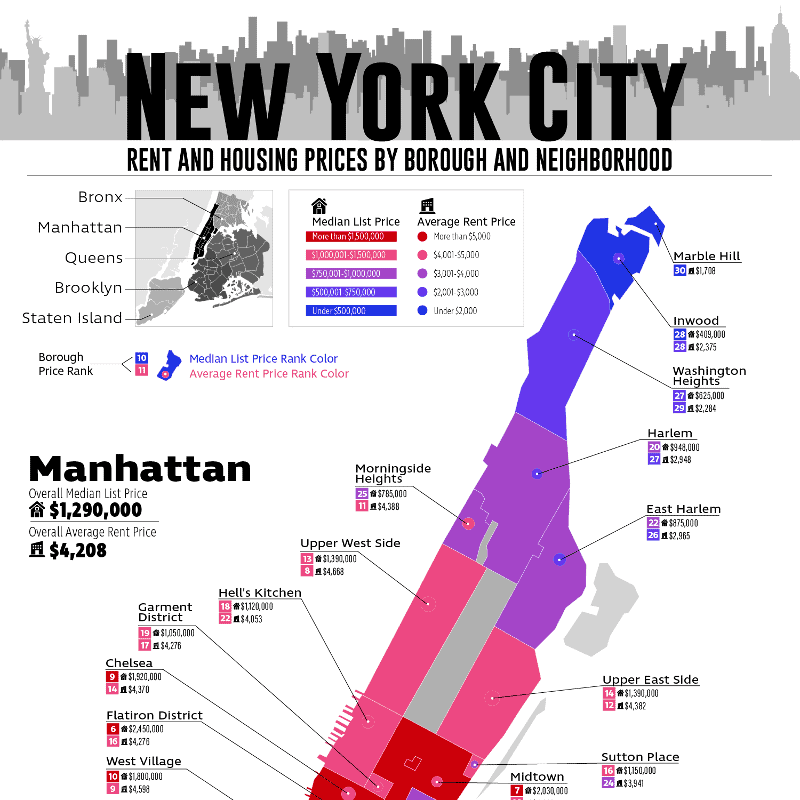 NEW YORK CITY
RENT AND HOUSING PRICES BY BOROUGH AND NEIGHBORHOOD
Bronx
Manhattan
Queens
Brooklyn
Staten Island
Median List Price
More than $1,500,000
$1,000,001-$1,500,000
$750,001-$1,000,000
$500,001-$750,000
Under $500,000
Average Rent Price
More than $5,000
$4,001-$5,000
$3,001-$4,000
$2,001-$3,000
Under $2,000
Borough
Price Rank
10
11
Median List Price Rank Color
Average Rent Price Rank Color
Manhattan
Overall Median List Price
$1,290,000
Overall Average Rent Price
$4,208
Marble Hill
30 $1,708
Inwood
28 $409,000
28 $2,375
Washington
Heights
27 $625,000
29 $2,284
Harlem
20 $948,000
27 $2,948
Morningside
Heights
25 $785,000
11 $4,388
East Harlem
22 $875,000
26 $2,965
Upper West Side
13 $1,390,000
8 $4,668
Hell's Kitchen
18 $1,120,000
22 $4,053
Garment
District
19 $1,050,000
17 $4,276
Chelsea
9 $1,920,000
14 $4,370
Upper East Side
14 $1,390,000
12 $4,382
Flatiron District
6 $2,450,000
16 $4,276
West Village
10 $1,800,000
9 $4,598
Sutton Place
16 $1,150,000
24 $3,941
Midtown
7 $2,030,000